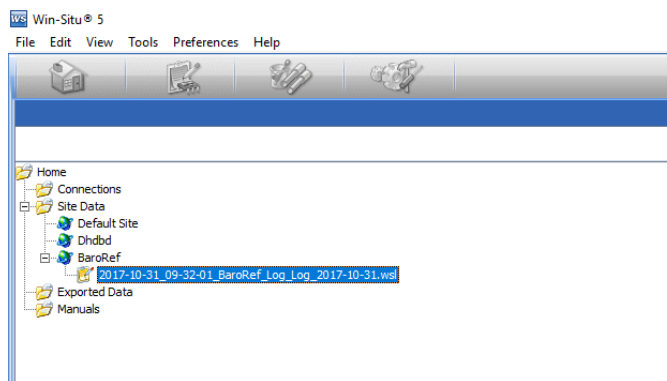 WS Win-Situ® 5
File Edit View Tools Preferences Help
Home
Connections
Site Data
Default Site
Dhdbd
BaroRef
2017-10-31_09-32-01_BaroRef_Log_Log_2017-10-31.wsl
Exported Data
Manuals